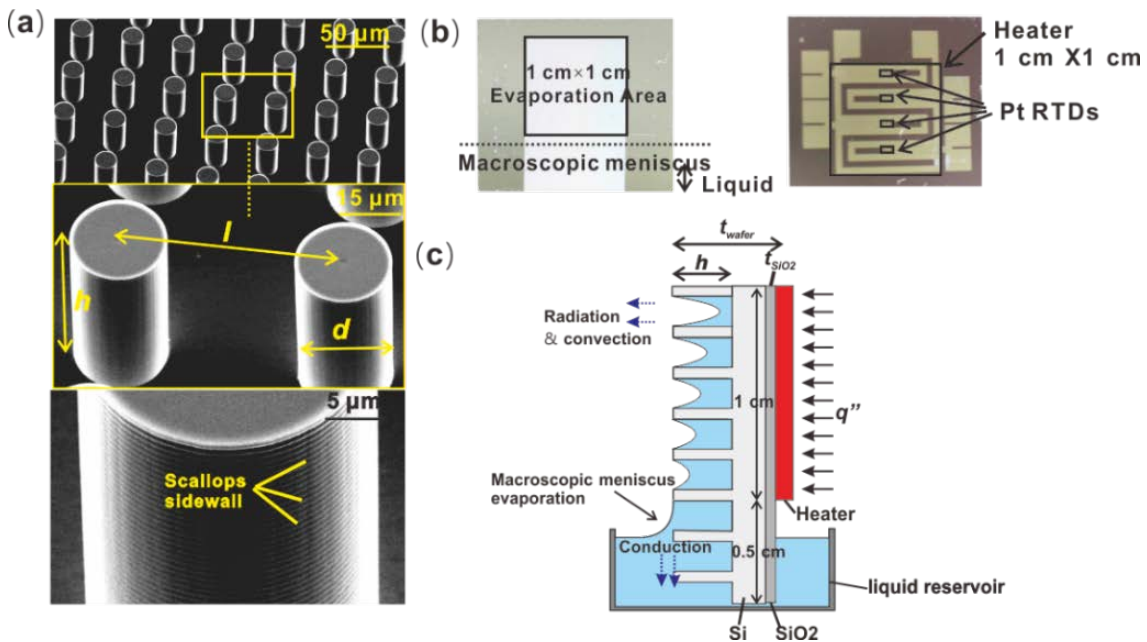 (a)
50 μm
15 μm
l
h
d
5 μm
Scallops
sidewall
(b)
1 cm×1 cm
Evaporation Area
Macroscopic meniscus
Liquid
Heater
1 cm X1 cm
Pt RTDs
(c)
t wafer
h
t SiO2
Radiation
& convection
1 cm
q”
Macroscopic meniscus
evaporation
Heater
Conduction
0.5 cm
liquid reservoir
Si
SiO2